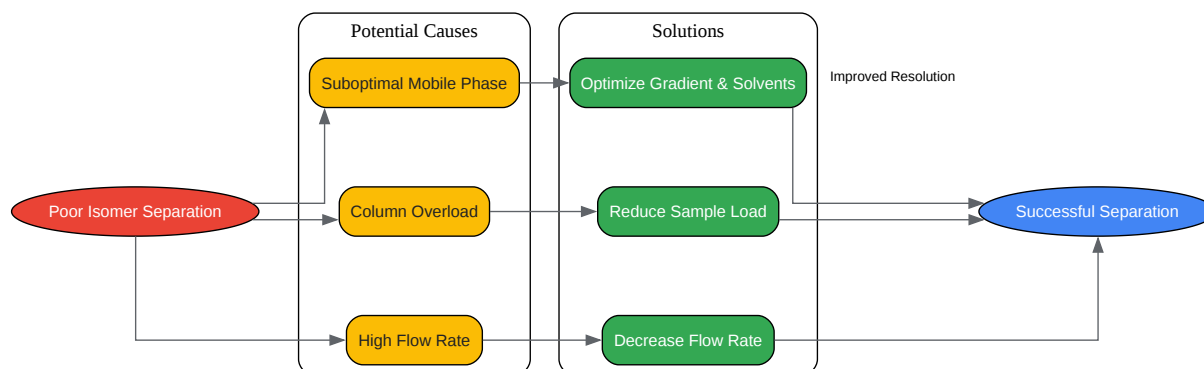 Potential Causes
Solutions
Suboptimal Mobile Phase
Optimize Gradient & Solvents
Improved Resolution
Poor Isomer Separation
Column Overload
Reduce Sample Load
Successful Separation
High Flow Rate
Decrease Flow Rate